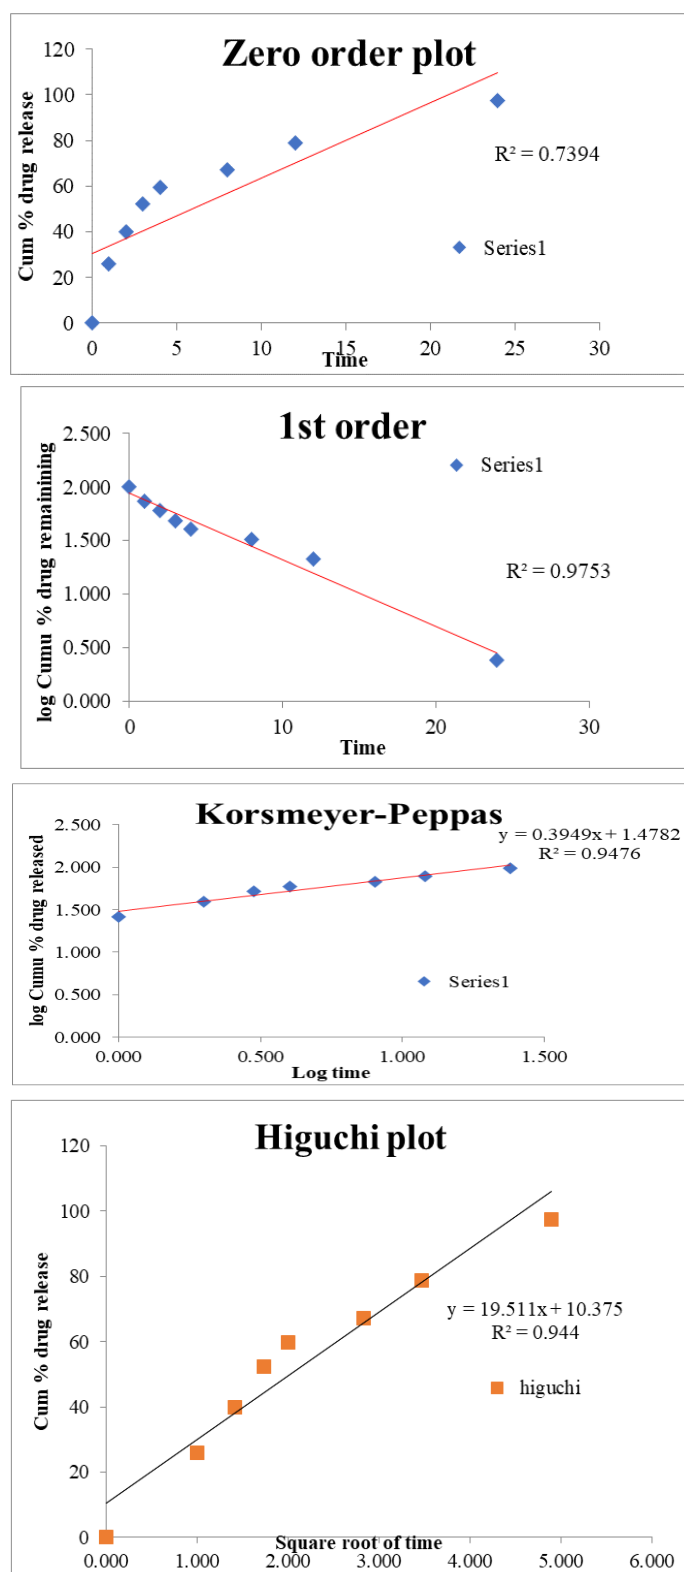 Zero order plot
120
100
80
60
40
20
0
Cum % drug release
R² = 0.7394
Series1
0 5 10 15 20 25 30
Time
1st order
2.500
2.000
1.500
1.000
0.500
0.000
log Cumu % drug remainining
Series1
R² = 0.9753
0 10 20 30
Time
Korsmeyer-Peppas
y = 0.3949x + 1.4782
R² = 0.9476
2.500
2.000
1.500
1.000
0.500
0.000
log Cumu % drug released
Series1
0.000 0.500 1.000 1.500
Log time
Higuchi plot
120
100
80
60
40
20
0
Cum % drug release
y = 19.511x + 10.375
R² = 0.944
higuchi
Square root of time
0.000 1.000 2.000 3.000 4.000 5.000 6.000